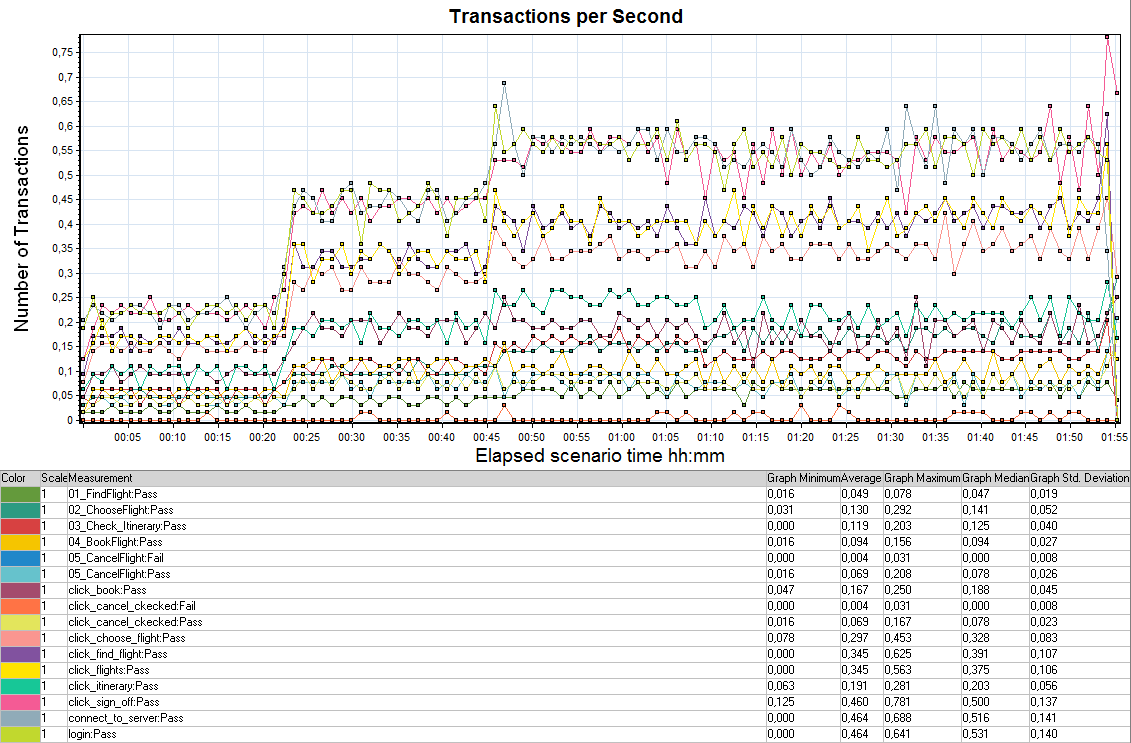 Transactions per Second
Number of Transactions
0,75
0,7
0,65
0,6
0,55
0,5
0,45
0,4
0,35
0,3
0,25
0,2
0,15
0,1
0,05
0
00:05 00:10 00:15 00:20 00:25 00:30 00:35 00:40 00:45 00:50 00:55 01:00 01:05 01:10 01:15 01:20 01:25 01:30 01:35 01:40 01:45 01:50 01:55
Elapsed scenario time hh:mm
Color Scale Measurement Graph Minimum Average Graph Maximum Graph Median Graph Std. Deviation
1 01_FindFlight:Pass 0,016 0,049 0,078 0,047 0,019
1 02_ChooseFlight:Pass 0,031 0,130 0,292 0,141 0,052
1 03_Check_Itinerary:Pass 0,000 0,119 0,203 0,125 0,040
1 04_BookFlight:Pass 0,016 0,094 0,156 0,094 0,027
1 05_CancelFlight:Fail 0,000 0,004 0,031 0,000 0,008
1 05_CancelFlight:Pass 0,016 0,069 0,208 0,078 0,026
1 click_book:Pass 0,047 0,167 0,250 0,188 0,045
1 click_cancel_ckecked:Fail 0,000 0,004 0,031 0,000 0,008
1 click_cancel_ckecked:Pass 0,016 0,069 0,167 0,078 0,023
1 click_choose_flight:Pass 0,078 0,297 0,453 0,328 0,083
1 click_find_flight:Pass 0,000 0,345 0,625 0,391 0,107
1 click_flights:Pass 0,000 0,345 0,563 0,375 0,106
1 click_itinerary:Pass 0,063 0,191 0,281 0,203 0,056
1 click_sign_off:Pass 0,125 0,460 0,781 0,500 0,137
1 connect_to_server:Pass 0,000 0,464 0,688 0,516 0,141
1 login:Pass 0,000 0,464 0,641 0,531 0,140